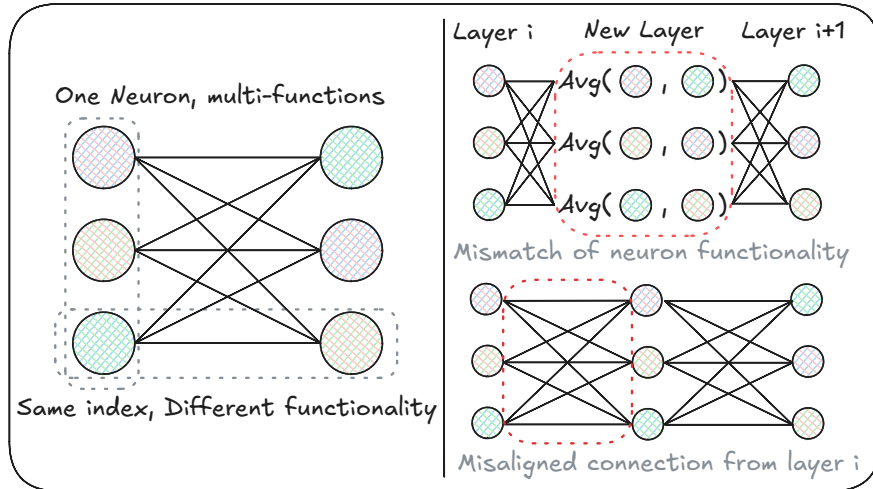 One Neuron, multi-functions
Same index, Different functionality
Layer i New Layer Layer i+1
Avg( , )
Avg( , )
Avg( , )
Mismatch of neuron functionality
Misaligned connection from layer i